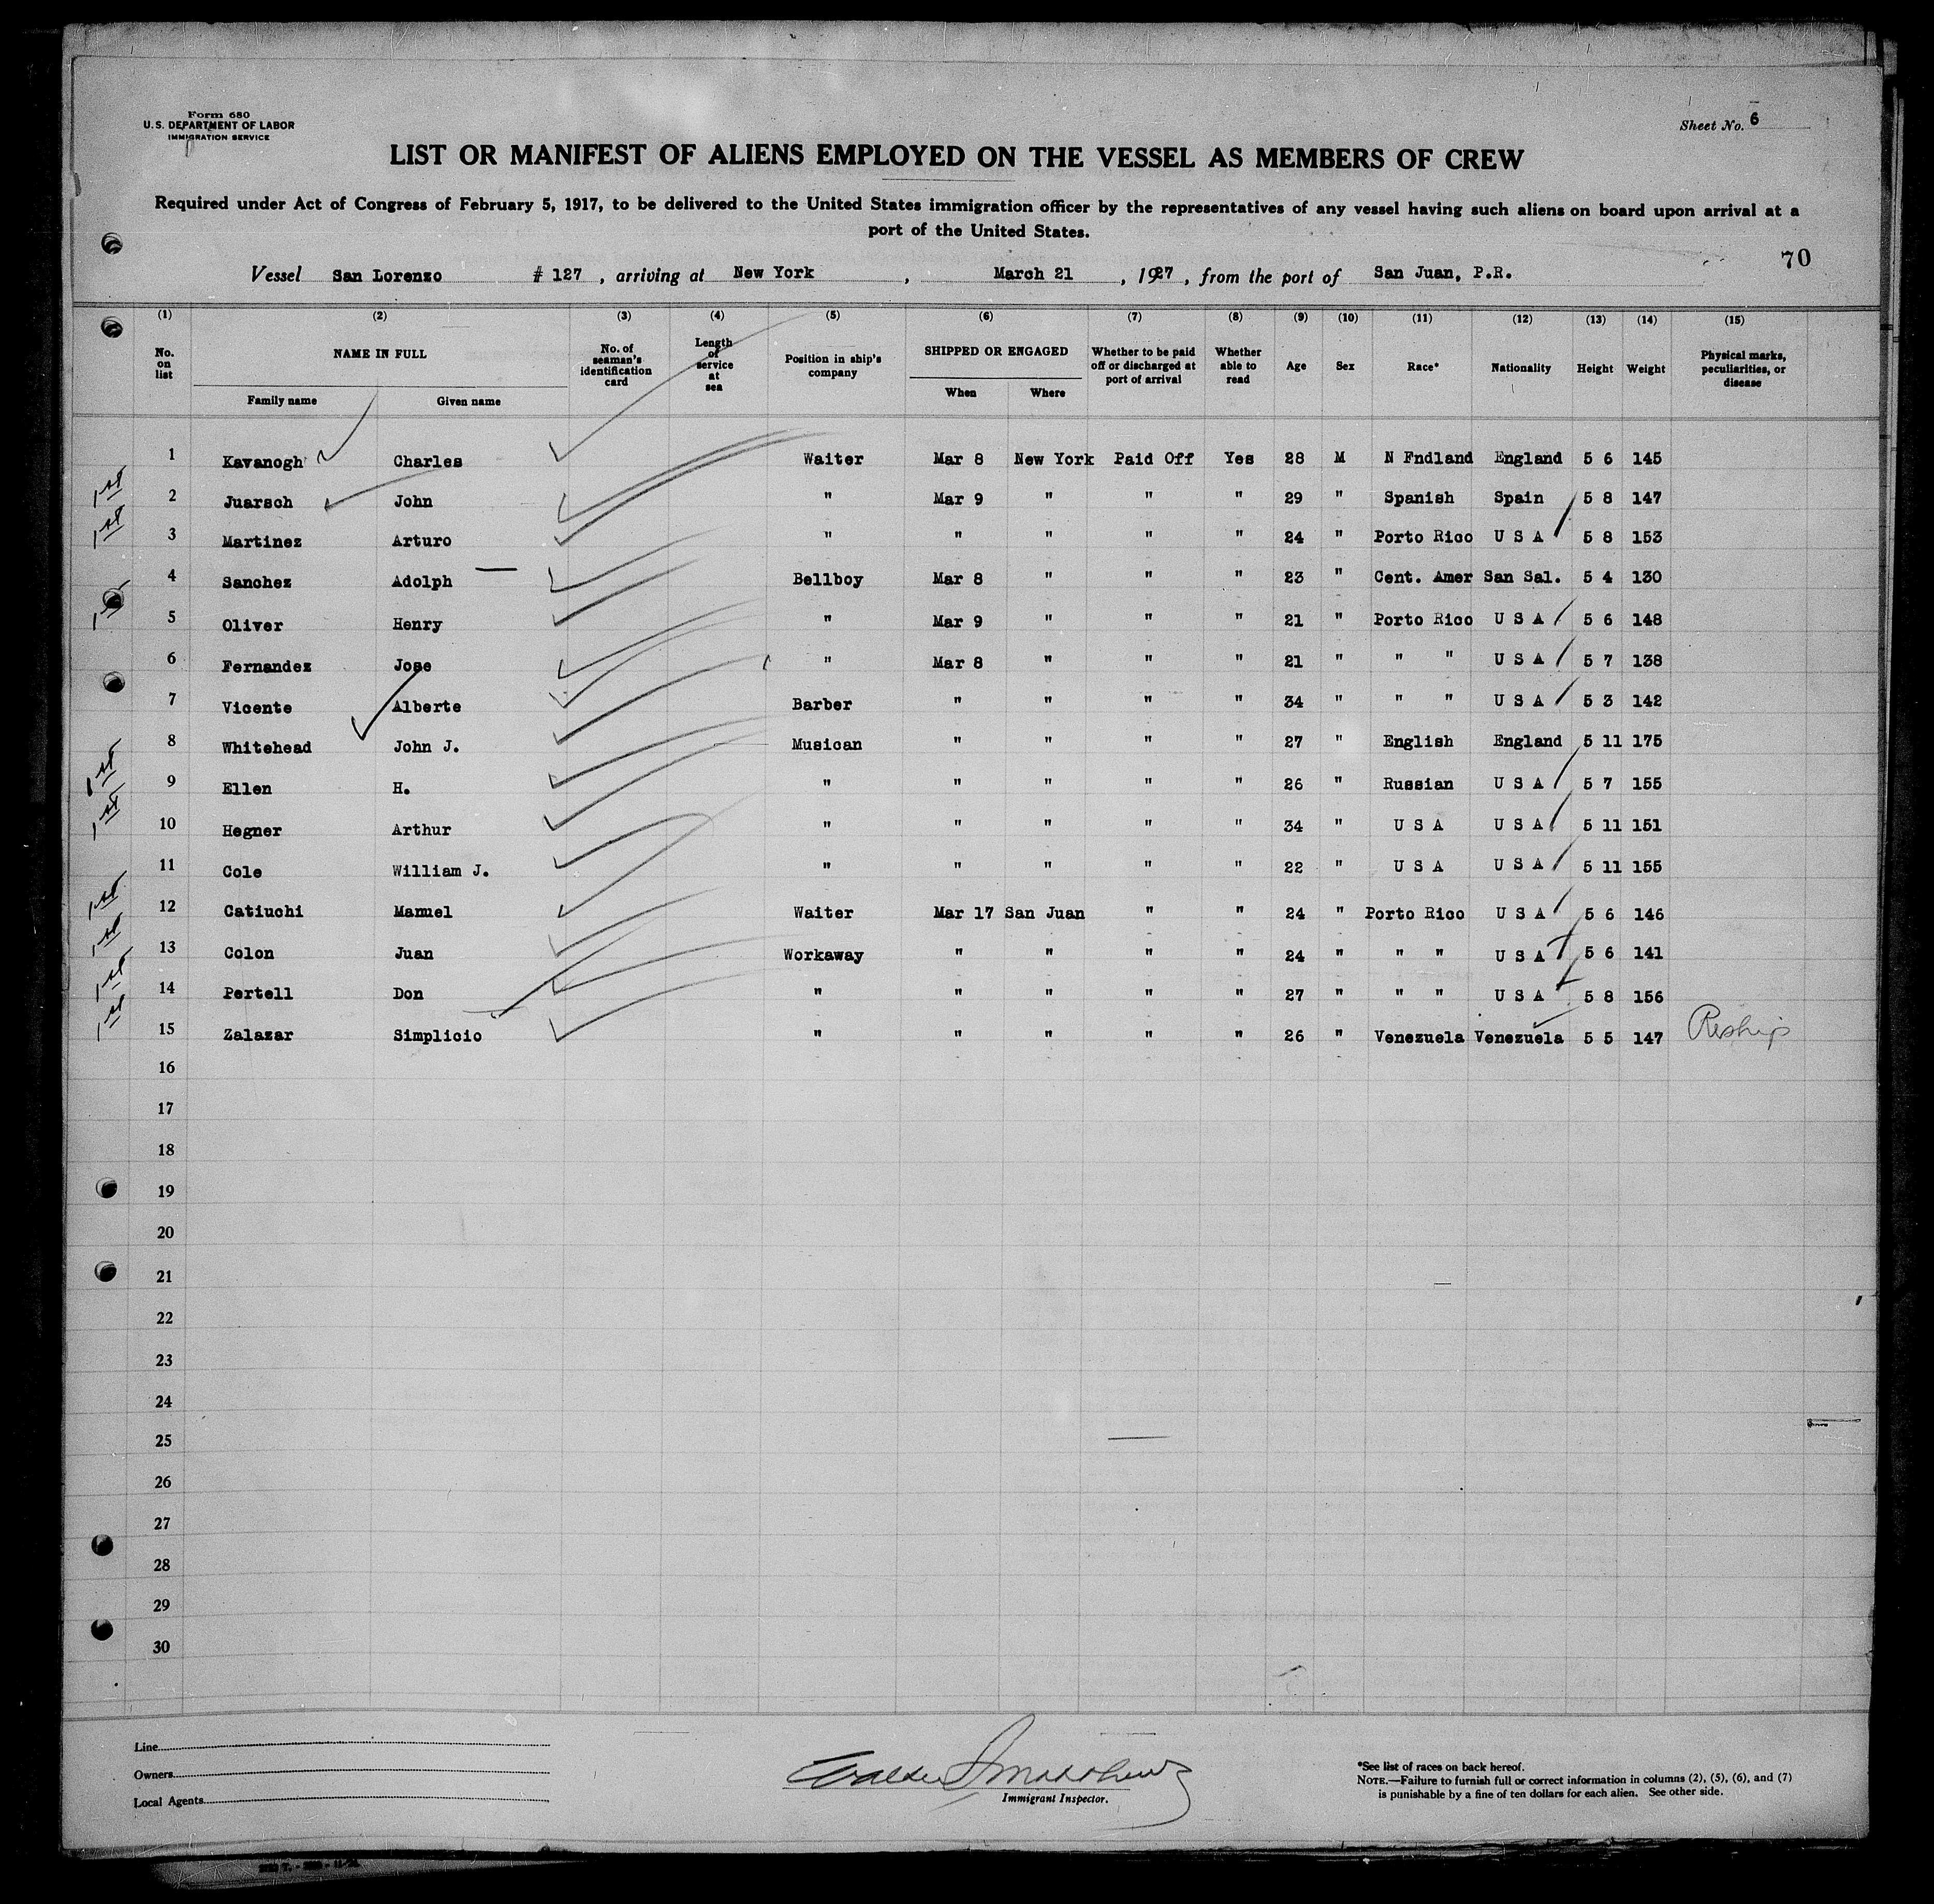 Form 680
U. S. DEPARTMENT OF LABOR
IMMIGRATION SERVICE
Sheet No. 6
LIST OR MANIFEST OF ALIENS EMPLOYED ON THE VESSEL AS MEMBERS OF CREW
Required under Act of Congress of February 5, 1917, to be delivered to the United States immigration officer by the representatives of any vessel having such aliens on board upon arrival at a
port of the United States.
70
Vessel San Lorenzo # 127 , arriving at New York , March 21 , 1927 , from the port of San Juan, P.R.
(1) (2) (3) (4) (5) (6) (7) (8) (9) (10) (11) (12) (13) (14) (15)
No. on list NAME IN FULL No. of seaman's identification card Length of service at sea Position in ship's company SHIPPED OR ENGAGED Whether to be paid off or discharged at port of arrival Whether able to read Age Sex Race* Nationality Height Weight Physical marks, peculiarities, or disease
Family name Given name When Where
1 Kavanogh Charles Waiter Mar 8 New York Paid Off Yes 28 M N Fndland England 5 6 145
1st 2 Juarsch John " Mar 9 " " " 29 " Spanish Spain 5 8 147
1st 3 Martinez Arturo " " " " " 24 " Porto Rico U S A 5 8 153
4 Sanchez Adolph Bellboy Mar 8 " " " 23 " Cent. Amer San Sal. 5 4 130
1st 5 Oliver Henry " Mar 9 " " " 21 " Porto Rico U S A 5 6 148
6 Fernandez Jose " Mar 8 " " " 21 " " " U S A 5 7 138
7 Vicente Alberte Barber " " " " 34 " " " U S A 5 3 142
8 Whitehead John J. Musican " " " " 27 " English England 5 11 175
1st 9 Ellen H. " " " " " 26 " Russian U S A 5 7 155
1st 10 Hegner Arthur " " " " " 34 " U S A U S A 5 11 151
11 Cole William J. " " " " " 22 " U S A U S A 5 11 155
1st 12 Catiuchi Manuel Waiter Mar 17 San Juan " " 24 " Porto Rico U S A 5 6 146
1st 13 Colon Juan Workaway " " " " 24 " " " U S A 5 6 141
1st 14 Pertell Don " " " " " 27 " " " U S A 5 8 156
1st 15 Zalazar Simplicio " " " " " 26 " Venezuela Venezuela 5 5 147 Reship
16
17
18
19
20
21
22
23
24
25
26
27
28
29
30
Line
Owners
Local Agents
Immigrant Inspector.
*See list of races on back hereof.
NOTE.—Failure to furnish full or correct information in columns (2), (5), (6), and (7)
is punishable by a fine of ten dollars for each alien. See other side.